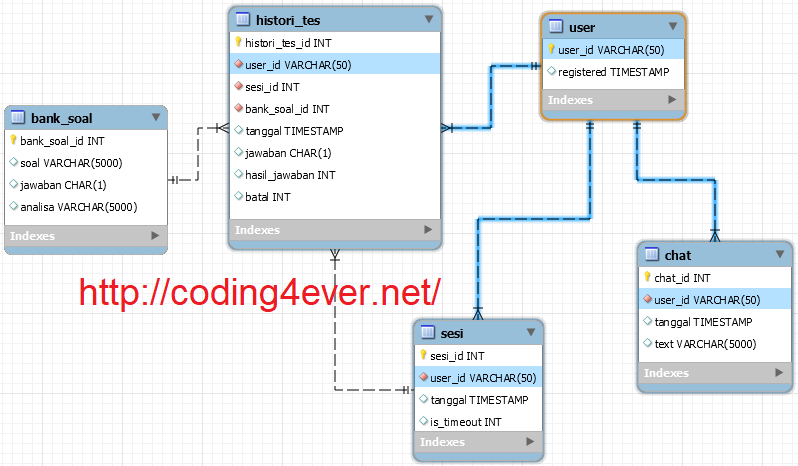 histori_tes
histori_tes_id INT
user_id VARCHAR(50)
sesi_id INT
bank_soal_id INT
tanggal TIMESTAMP
jawaban CHAR(1)
hasil_jawaban INT
batal INT
Indexes
user
user_id VARCHAR(50)
registered TIMESTAMP
Indexes
bank_soal
bank_soal_id INT
soal VARCHAR(5000)
jawaban CHAR(1)
analisa VARCHAR(5000)
Indexes
chat
chat_id INT
user_id VARCHAR(50)
tanggal TIMESTAMP
text VARCHAR(5000)
Indexes
http://coding4ever.net/
sesi
sesi_id INT
user_id VARCHAR(50)
tanggal TIMESTAMP
is_timeout INT
Indexes